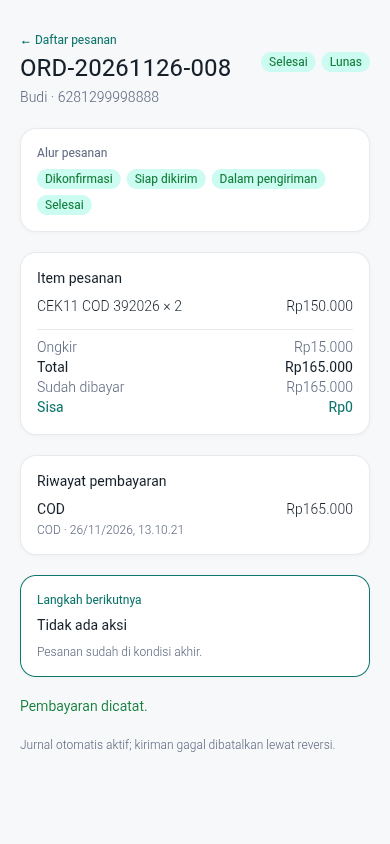 ← Daftar pesanan
ORD-20261126-008
Selesai
Lunas
Budi · 6281299998888
Alur pesanan
Dikonfirmasi
Siap dikirim
Dalam pengiriman
Selesai
Item pesanan
CEK11 COD 392026 × 2 Rp150.000
Ongkir Rp15.000
Total Rp165.000
Sudah dibayar Rp165.000
Sisa Rp0
Riwayat pembayaran
COD Rp165.000
COD · 26/11/2026, 13.10.21
Langkah berikutnya
Tidak ada aksi
Pesanan sudah di kondisi akhir.
Pembayaran dicatat.
Jurnal otomatis aktif; kiriman gagal dibatalkan lewat reversi.